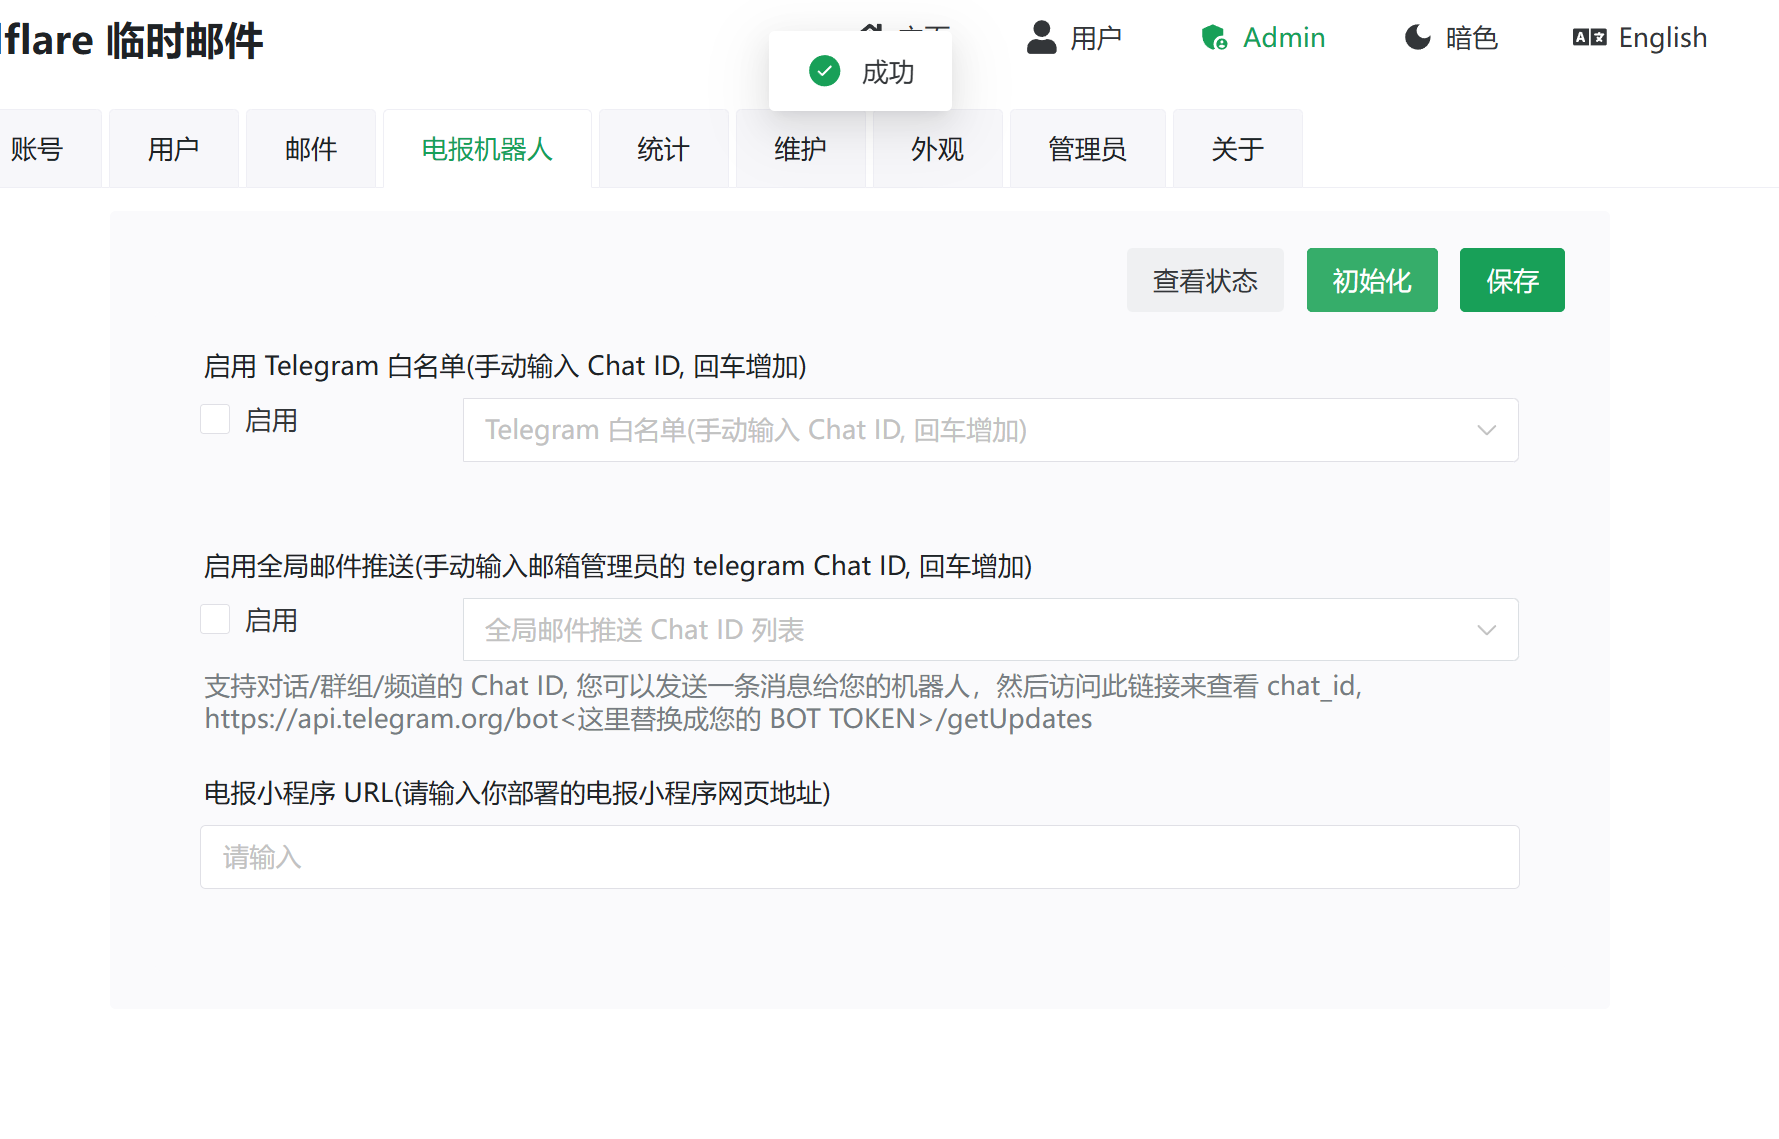 flare 临时邮件
成功
用户
Admin
暗色
English
账号
用户
邮件
电报机器人
统计
维护
外观
管理员
关于
查看状态
初始化
保存
启用 Telegram 白名单(手动输入 Chat ID, 回车增加)
启用
Telegram 白名单(手动输入 Chat ID, 回车增加)
启用全局邮件推送(手动输入邮箱管理员的 telegram Chat ID, 回车增加)
启用
全局邮件推送 Chat ID 列表
支持对话/群组/频道的 Chat ID, 您可以发送一条消息给您的机器人，然后访问此链接来查看 chat_id,
https://api.telegram.org/bot<这里替换成您的 BOT TOKEN>/getUpdates
电报小程序 URL(请输入你部署的电报小程序网页地址)
请输入